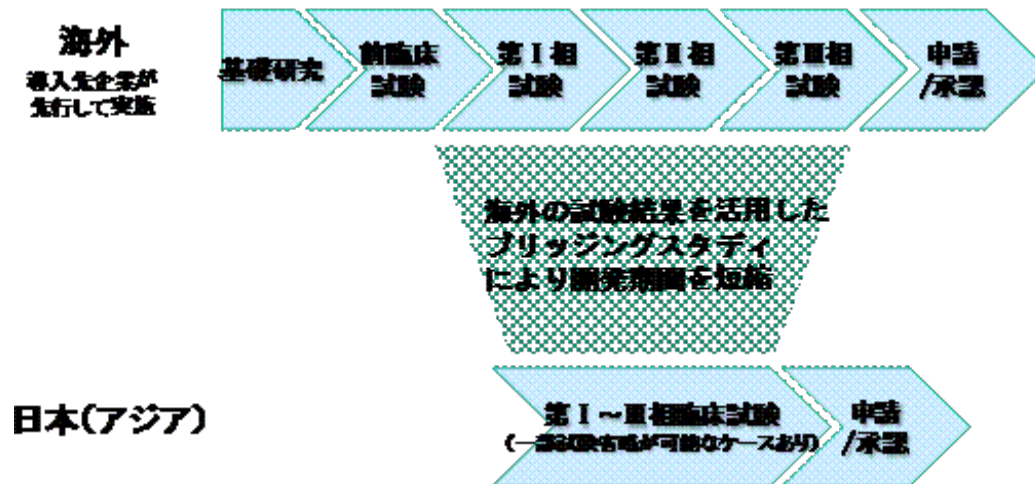 海外
導入先企業が
先行して実施
基礎研究
前臨床
試験
第Ⅰ相
試験
第Ⅱ相
試験
第Ⅲ相
試験
申請
/承認
海外の試験結果を活用した
ブリッジングスタディ
により開発期間を短縮
日本(アジア)
第Ⅰ～Ⅲ相臨床試験
(一部試験省略が可能なケースあり)
申請
/承認